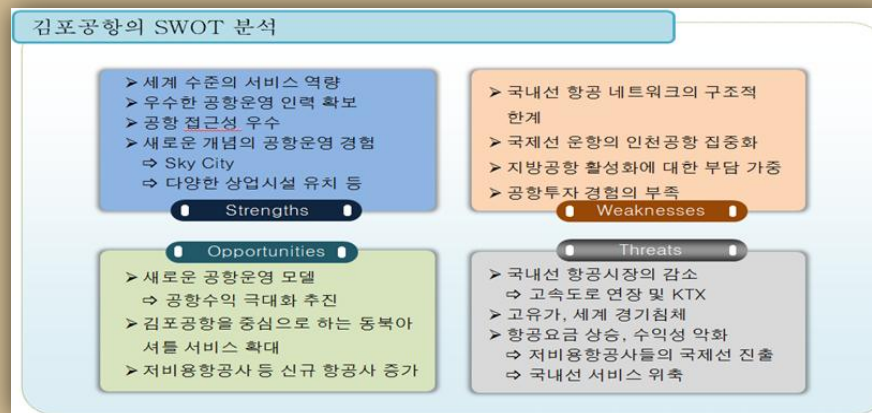 김포공항의 SWOT 분석
➢ 세계 수준의 서비스 역량
➢ 우수한 공항운영 인력 확보
➢ 공항 접근성 우수
➢ 새로운 개념의 공항운영 경험
⇨ Sky City
⇨ 다양한 상업시설 유치 등
Strengths
➢ 국내선 항공 네트워크의 구조적
한계
➢ 국제선 운항의 인천공항 집중화
➢ 지방공항 활성화에 대한 부담 가중
➢ 공항투자 경험의 부족
Weaknesses
Opportunities
➢ 새로운 공항운영 모델
⇨ 공항수익 극대화 추진
➢ 김포공항을 중심으로 하는 동북아
셔틀 서비스 확대
➢ 저비용항공사 등 신규 항공사 증가
Threats
➢ 국내선 항공시장의 감소
⇨ 고속도로 연장 및 KTX
➢ 고유가, 세계 경기침체
➢ 항공요금 상승, 수익성 악화
⇨ 저비용항공사들의 국제선 진출
⇨ 국내선 서비스 위축